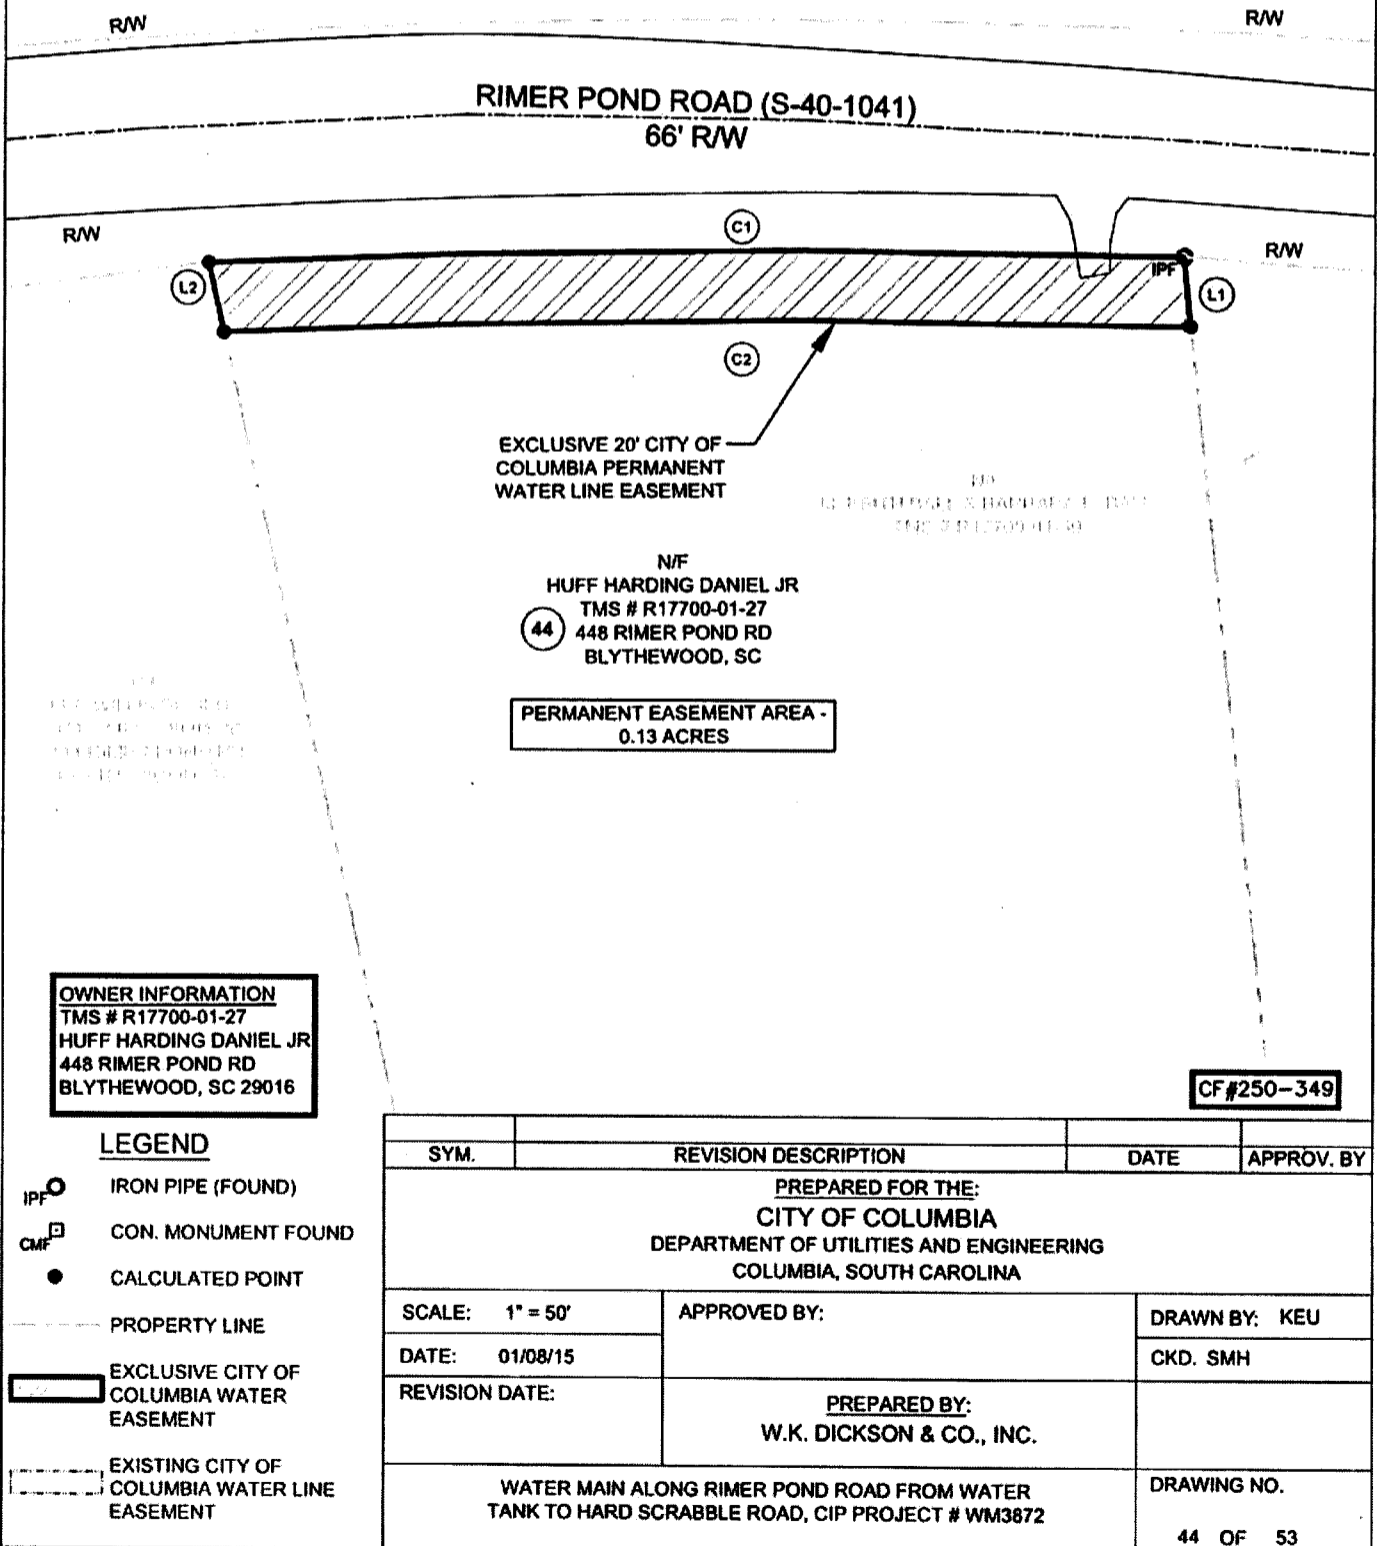 R/W
R/W
RIMER POND ROAD (S-40-1041)
66' R/W
R/W
C1
R/W
IPF
L2
L1
C2
EXCLUSIVE 20' CITY OF
COLUMBIA PERMANENT
WATER LINE EASEMENT
N/F
HUFF HARDING DANIEL JR
TMS # R17700-01-27
44
448 RIMER POND RD
BLYTHEWOOD, SC
PERMANENT EASEMENT AREA -
0.13 ACRES
OWNER INFORMATION
TMS # R17700-01-27
HUFF HARDING DANIEL JR
448 RIMER POND RD
BLYTHEWOOD, SC 29016
CF#250-349
LEGEND
IPF IRON PIPE (FOUND)
CMF CON. MONUMENT FOUND
CALCULATED POINT
PROPERTY LINE
EXCLUSIVE CITY OF
COLUMBIA WATER
EASEMENT
EXISTING CITY OF
COLUMBIA WATER LINE
EASEMENT
SYM. REVISION DESCRIPTION DATE APPROV. BY
PREPARED FOR THE:
CITY OF COLUMBIA
DEPARTMENT OF UTILITIES AND ENGINEERING
COLUMBIA, SOUTH CAROLINA
SCALE: 1" = 50'
APPROVED BY:
DRAWN BY: KEU
DATE: 01/08/15
CKD. SMH
REVISION DATE:
PREPARED BY:
W.K. DICKSON & CO., INC.
WATER MAIN ALONG RIMER POND ROAD FROM WATER
TANK TO HARD SCRABBLE ROAD, CIP PROJECT # WM3872
DRAWING NO.
44 OF 53